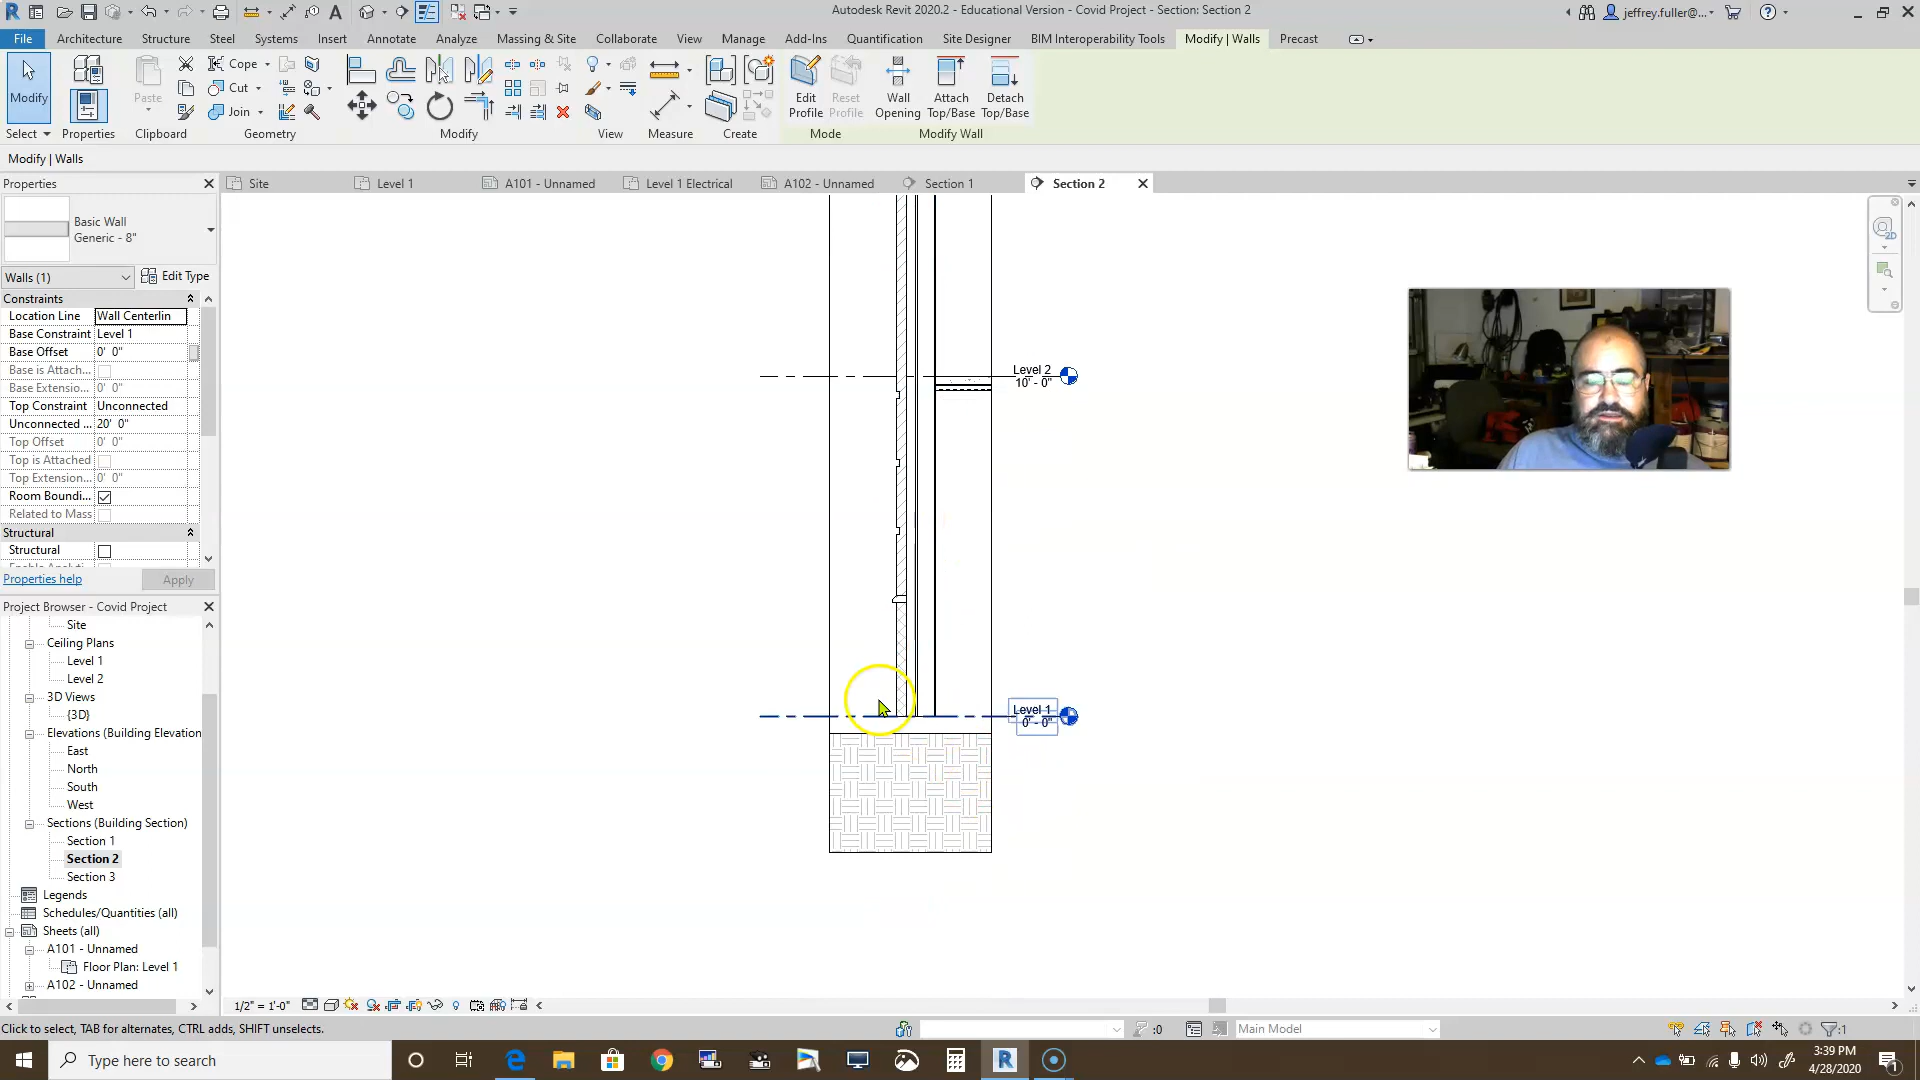 Autodesk Revit 2020.2 - Educational Version - Covid Project - Section: Section 2
jeffrey.fuller@...
File Architecture Structure Steel Systems Insert Annotate Analyze Massing & Site Collaborate View Manage Add-Ins Quantification Site Designer BIM Interoperability Tools Modify | Walls Precast
Modify
Paste
Cope
Cut
Join
Edit Profile
Reset Profile
Wall Opening
Attach Top/Base
Detach Top/Base
Select Properties Clipboard Geometry Modify View Measure Create Mode Modify Wall
Modify | Walls
Properties
Site Level 1 A101 - Unnamed Level 1 Electrical A102 - Unnamed Section 1 Section 2
Basic Wall
Generic - 8"
Walls (1) Edit Type
Constraints
Location Line Wall Centerlin
Base Constraint Level 1
Base Offset 0' 0"
Base is Attach...
Base Extensio... 0' 0"
Top Constraint Unconnected
Unconnected ... 20' 0"
Top Offset 0' 0"
Top is Attached
Top Extension... 0' 0"
Room Boundi...
Related to Mass
Structural
Structural
Properties help Apply
Level 2
10' - 0"
Level 1
0' - 0"
Project Browser - Covid Project
Site
Ceiling Plans
Level 1
Level 2
3D Views
{3D}
Elevations (Building Elevation
East
North
South
West
Sections (Building Section)
Section 1
Section 2
Section 3
Legends
Schedules/Quantities (all)
Sheets (all)
A101 - Unnamed
Floor Plan: Level 1
A102 - Unnamed
1/2" = 1'-0"
Click to select, TAB for alternates, CTRL adds, SHIFT unselects.
:0
Main Model
:1
Type here to search
3:39 PM
4/28/2020